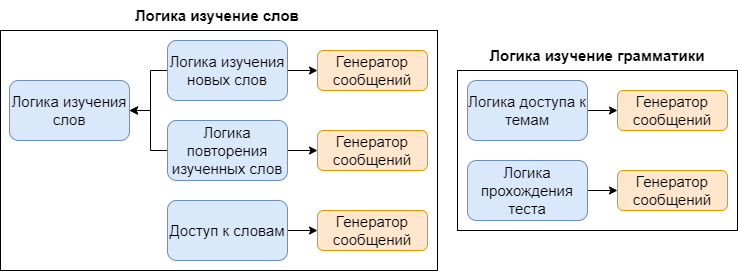 Логика изучение слов
Логика изучения
слов
Логика изучения
новых слов
Генератор
сообщений
Логика
повторения
изученных слов
Генератор
сообщений
Доступ к словам
Генератор
сообщений
Логика изучение грамматики
Логика доступа к
темам
Генератор
сообщений
Логика
прохождения
теста
Генератор
сообщений